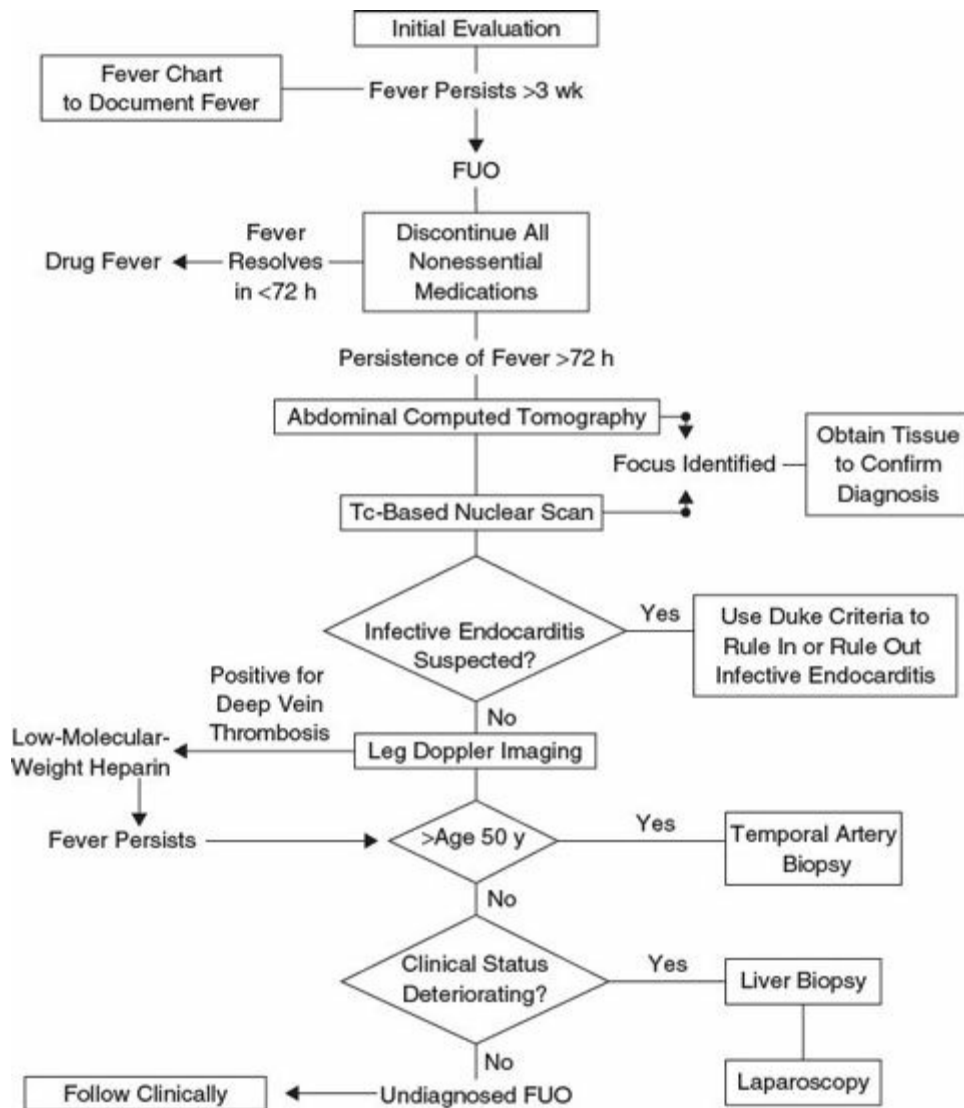 Initial Evaluation
Fever Chart
to Document Fever
Fever Persists >3 wk
FUO
Discontinue All
Nonessential
Medications
Fever
Resolves
in <72 h
Drug Fever
Persistence of Fever >72 h
Abdominal Computed Tomography
Focus Identified
Obtain Tissue
to Confirm
Diagnosis
Tc-Based Nuclear Scan
Infective Endocarditis
Suspected?
Yes
Use Duke Criteria to
Rule In or Rule Out
Infective Endocarditis
No
Leg Doppler Imaging
Positive for
Deep Vein
Thrombosis
Low-Molecular-
Weight Heparin
Fever Persists
>Age 50 y
Yes
Temporal Artery
Biopsy
No
Clinical Status
Deteriorating?
Yes
Liver Biopsy
Laparoscopy
No
Undiagnosed FUO
Follow Clinically